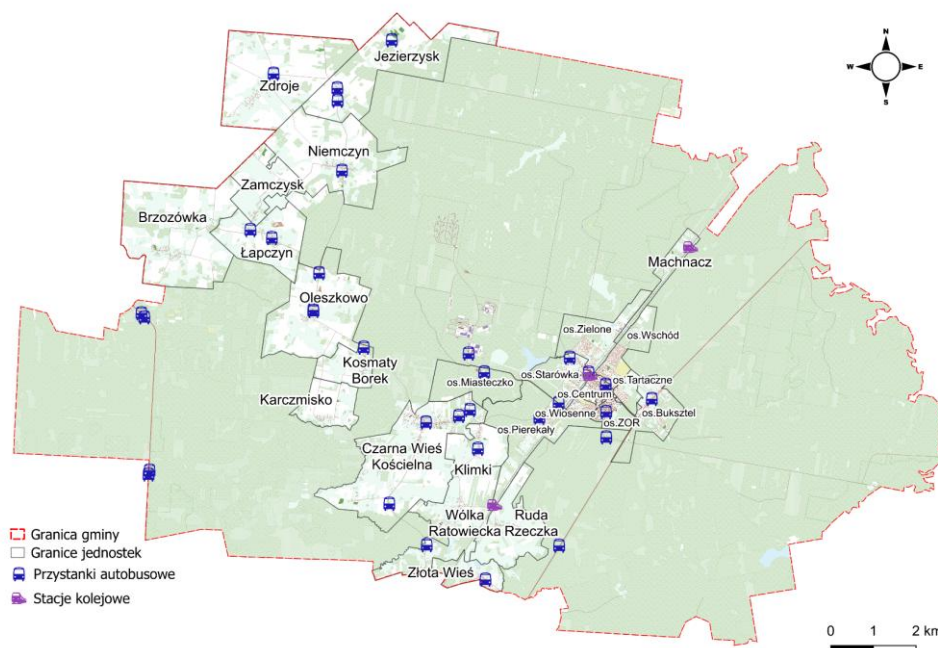 Jezierzysk
Zdroje
N
W
E
S
Niemczyn
Zamczysk
Brzozówka
Łapczyn
Machnacz
Oleszkowo
os.Zielone
os.Wschód
Kosmaty
Borek
os.Starówka
os.Miasteczko
os.Tartaczne
os.Centrum
Karczmisko
os.Wiosenne
os.Buksztel
os.ZOR
os.Pierekały
Czarna Wieś
Kościelna
Klimki
Wólka
Ratowiecka
Ruda
Rzeczka
Złota Wieś
Granica gminy
Granice jednostek
Przystanki autobusowe
Stacje kolejowe
0 1 2 km